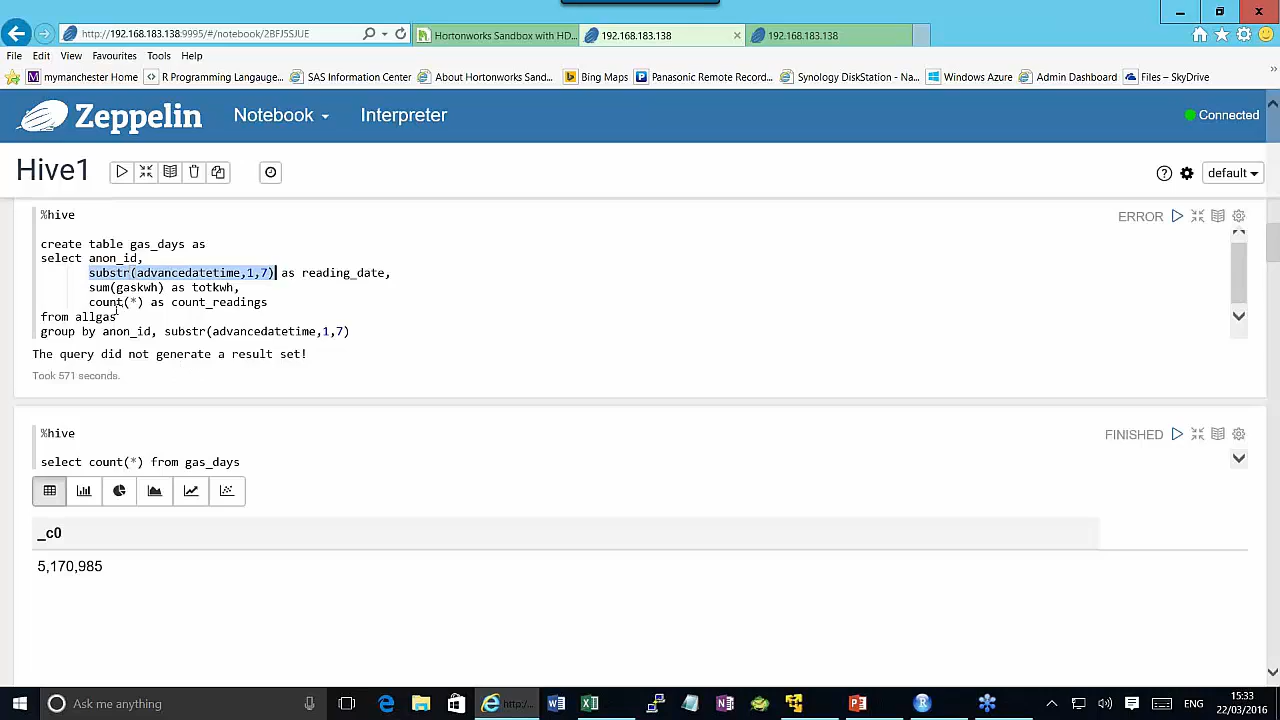 http://192.168.183.138:9995/#/notebook/2BFJ5SJUE
Hortonworks Sandbox with HD...
192.168.183.138
192.168.183.138
File Edit View Favourites Tools Help
mymanchester Home
R Programming Langauge...
SAS Information Center
About Hortonworks Sand...
Bing Maps
Panasonic Remote Record...
Synology DiskStation - Na...
Windows Azure
Admin Dashboard
Files – SkyDrive
Zeppelin
Notebook
Interpreter
Connected
Hive1
default
%hive
ERROR
create table gas_days as
select anon_id,
substr(advancedatetime,1,7) as reading_date,
sum(gaskwh) as totkwh,
count(*) as count_readings
from allgas
group by anon_id, substr(advancedatetime,1,7)
The query did not generate a result set!
Took 571 seconds.
%hive
FINISHED
select count(*) from gas_days
_c0
5,170,985
Ask me anything
http:/...
ENG
15:33
22/03/2016